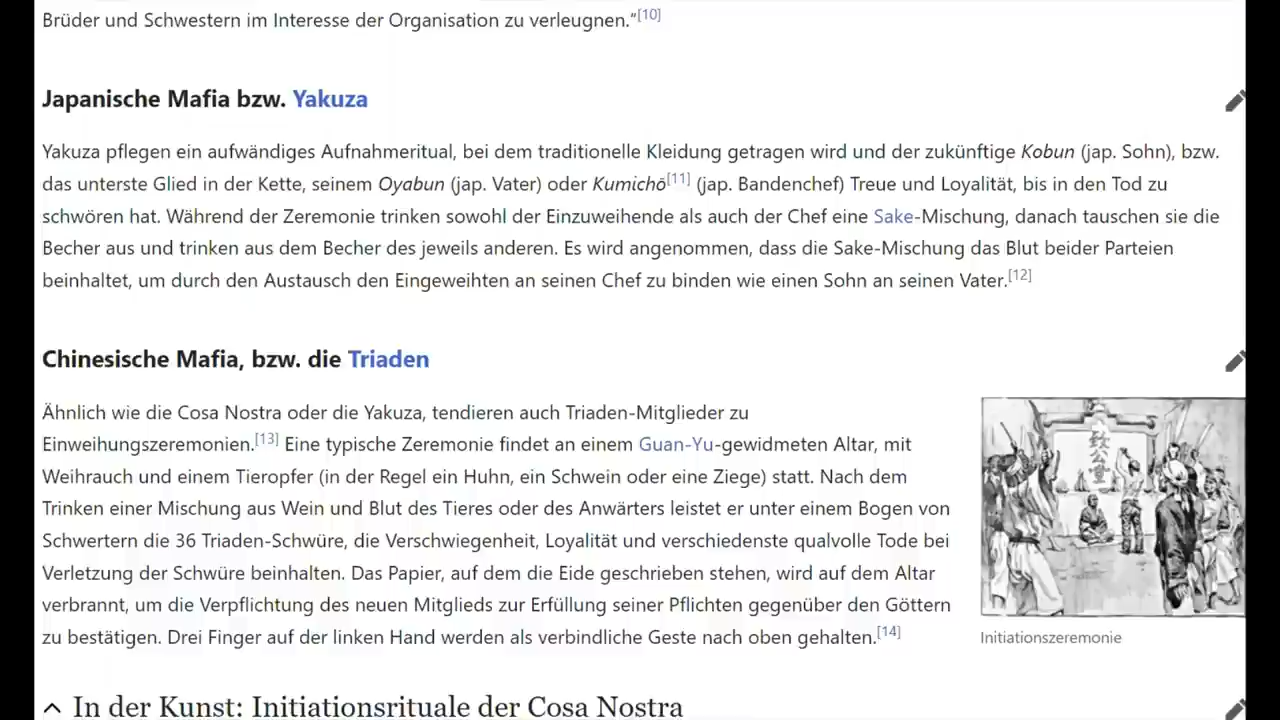 Brüder und Schwestern im Interesse der Organisation zu verleugnen.“[10]
Japanische Mafia bzw. Yakuza
Yakuza pflegen ein aufwändiges Aufnahmeritual, bei dem traditionelle Kleidung getragen wird und der zukünftige Kobun (jap. Sohn), bzw.
das unterste Glied in der Kette, seinem Oyabun (jap. Vater) oder Kumichō[11] (jap. Bandenchef) Treue und Loyalität, bis in den Tod zu
schwören hat. Während der Zeremonie trinken sowohl der Einzuweihende als auch der Chef eine Sake-Mischung, danach tauschen sie die
Becher aus und trinken aus dem Becher des jeweils anderen. Es wird angenommen, dass die Sake-Mischung das Blut beider Parteien
beinhaltet, um durch den Austausch den Eingeweihten an seinen Chef zu binden wie einen Sohn an seinen Vater.[12]
Chinesische Mafia, bzw. die Triaden
Ähnlich wie die Cosa Nostra oder die Yakuza, tendieren auch Triaden-Mitglieder zu
Einweihungszeremonien.[13] Eine typische Zeremonie findet an einem Guan-Yu-gewidmeten Altar, mit
Weihrauch und einem Tieropfer (in der Regel ein Huhn, ein Schwein oder eine Ziege) statt. Nach dem
Trinken einer Mischung aus Wein und Blut des Tieres oder des Anwärters leistet er unter einem Bogen von
Schwertern die 36 Triaden-Schwüre, die Verschwiegenheit, Loyalität und verschiedenste qualvolle Tode bei
Verletzung der Schwüre beinhalten. Das Papier, auf dem die Eide geschrieben stehen, wird auf dem Altar
verbrannt, um die Verpflichtung des neuen Mitglieds zur Erfüllung seiner Pflichten gegenüber den Göttern
zu bestätigen. Drei Finger auf der linken Hand werden als verbindliche Geste nach oben gehalten.[14]
致公堂
Initiationszeremonie
In der Kunst: Initiationsrituale der Cosa Nostra